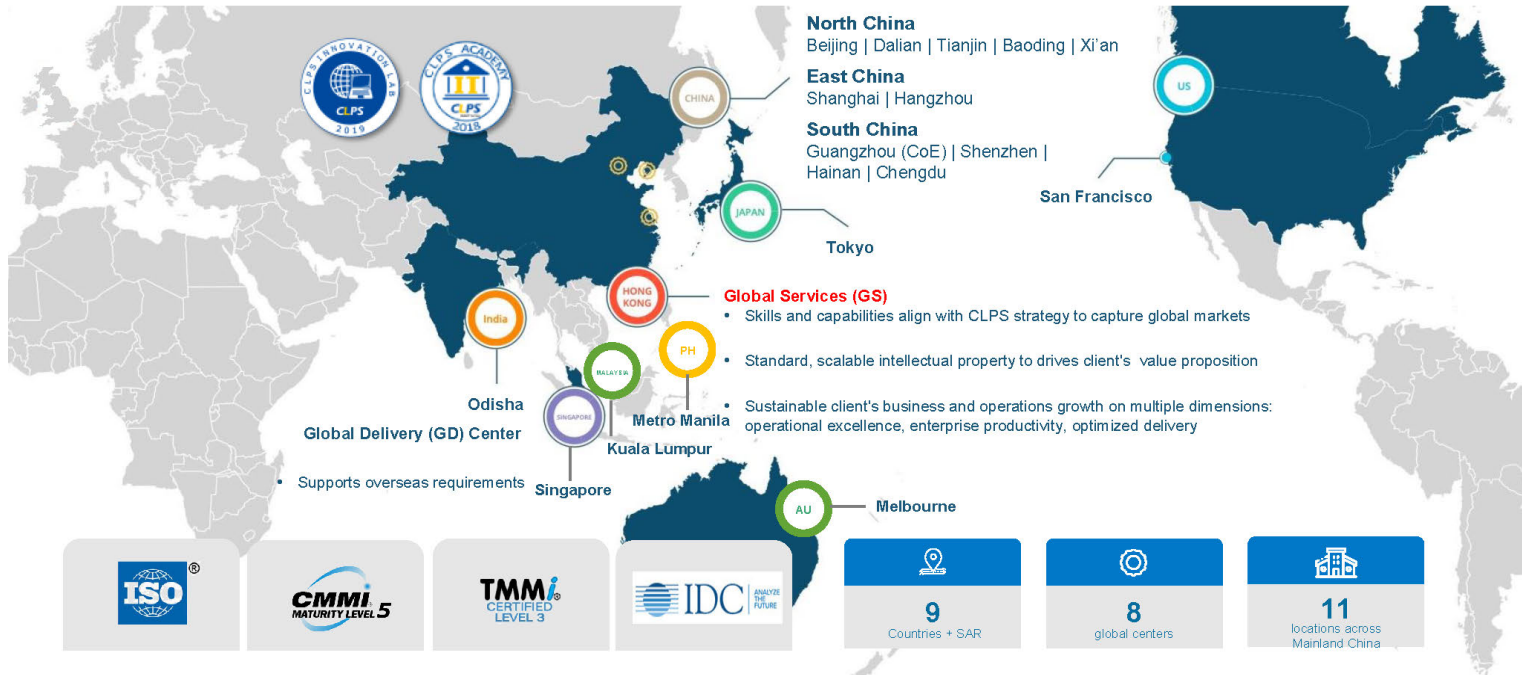 CLPS INNOVATION LAB
CLPS
2019
CLPS ACADEMY
IT
CLPS
2018
CHINA
North China
Beijing | Dalian | Tianjin | Baoding | Xi'an
East China
Shanghai | Hangzhou
South China
Guangzhou (CoE) | Shenzhen |
Hainan | Chengdu
US
San Francisco
JAPAN
Tokyo
HONG
KONG
Global Services (GS)
• Skills and capabilities align with CLPS strategy to capture global markets
• Standard, scalable intellectual property to drives client's value proposition
• Sustainable client's business and operations growth on multiple dimensions:
operational excellence, enterprise productivity, optimized delivery
India
Odisha
Global Delivery (GD) Center
• Supports overseas requirements
PH
Metro Manila
MALAYSIA
Kuala Lumpur
SINGAPORE
Singapore
AU
Melbourne
ISO®
CMMI®
MATURITY LEVEL 5
TMMi®
CERTIFIED
LEVEL 3
IDC
ANALYZE
THE
FUTURE
9
Countries + SAR
8
global centers
11
locations across
Mainland China